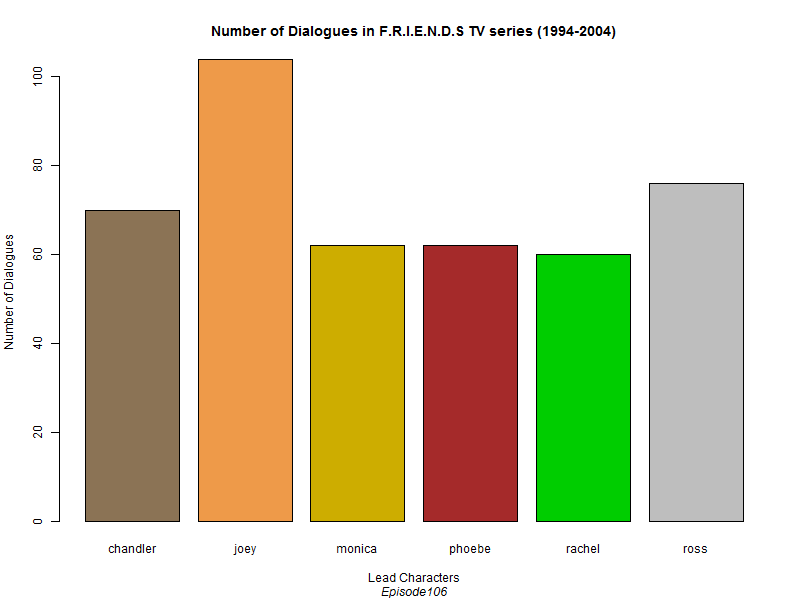 Number of Dialogues in F.R.I.E.N.D.S TV series (1994-2004)
Number of Dialogues
100
80
60
40
20
0
chandler joey monica phoebe rachel ross
Lead Characters
Episode106